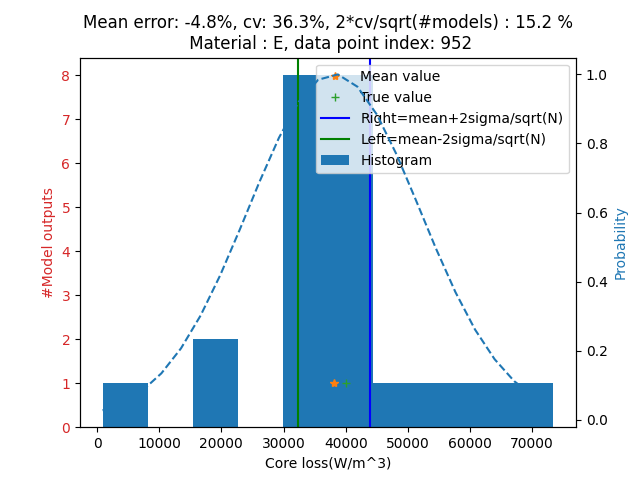 Mean error: -4.8%, cv: 36.3%, 2*cv/sqrt(#models) : 15.2 %
Material : E, data point index: 952
Mean value
True value
Right=mean+2sigma/sqrt(N)
Left=mean-2sigma/sqrt(N)
Histogram
8
7
6
5
4
3
2
1
0
#Model outputs
1.0
0.8
0.6
0.4
0.2
0.0
Probability
0 10000 20000 30000 40000 50000 60000 70000
Core loss(W/m^3)